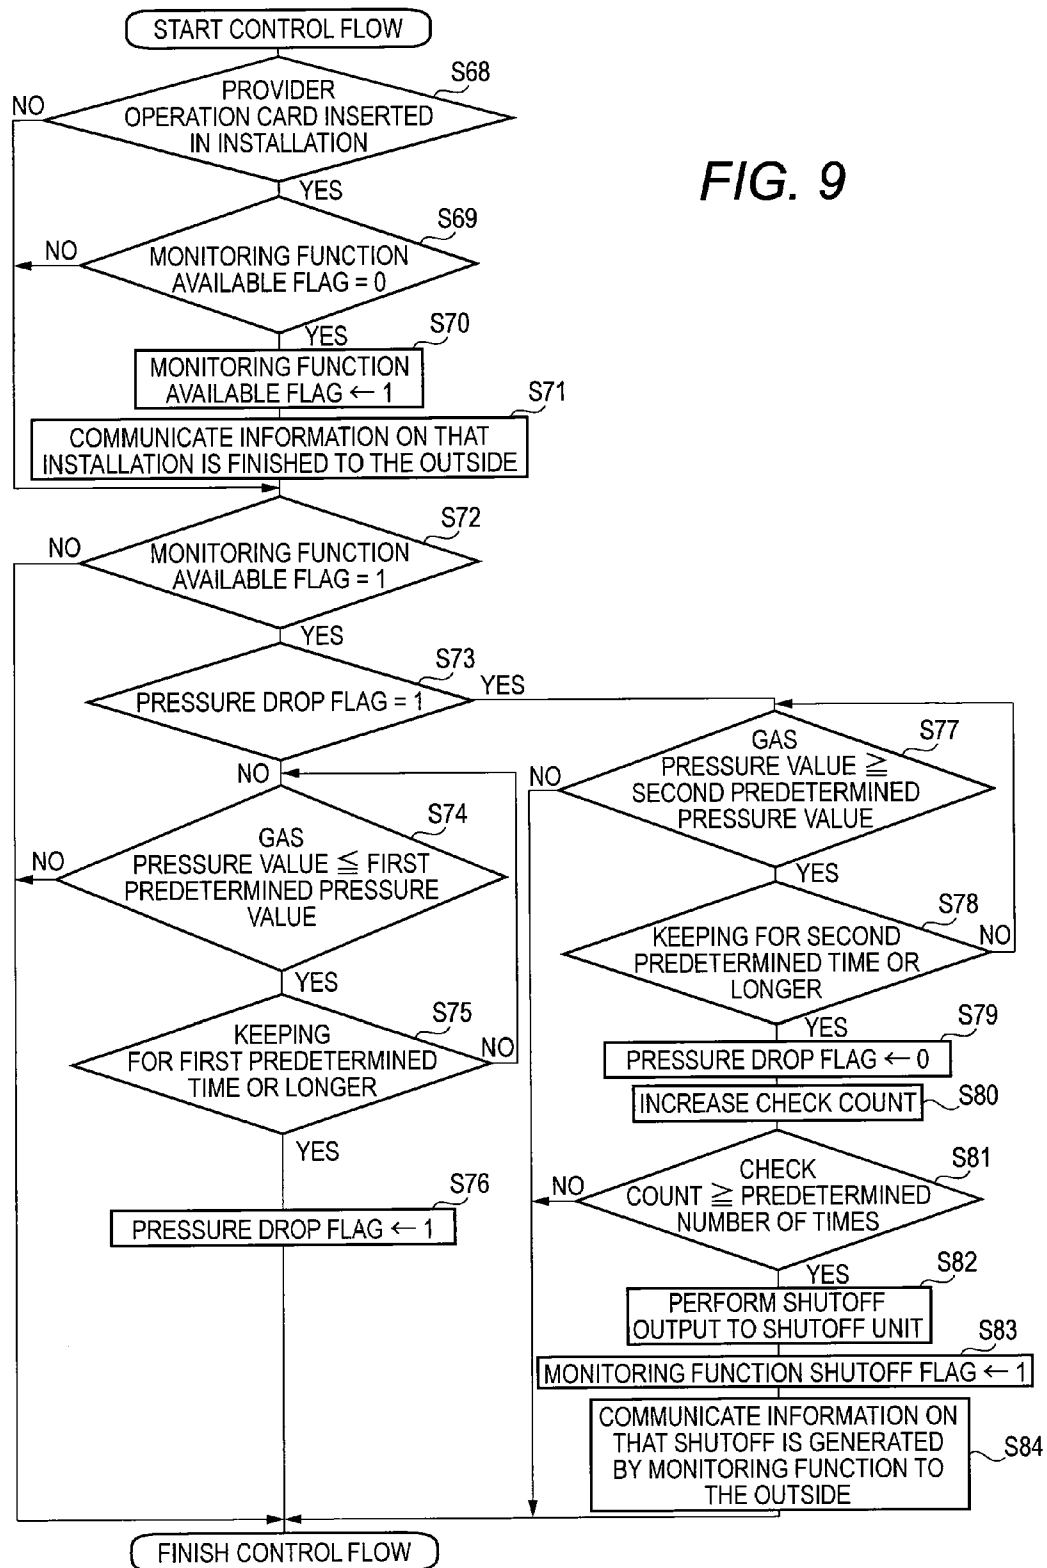 START CONTROL FLOW
S68
PROVIDER
OPERATION CARD INSERTED
IN INSTALLATION
NO
YES
FIG. 9
S69
MONITORING FUNCTION
AVAILABLE FLAG = 0
NO
YES
S70
MONITORING FUNCTION
AVAILABLE FLAG ← 1
S71
COMMUNICATE INFORMATION ON THAT
INSTALLATION IS FINISHED TO THE OUTSIDE
S72
MONITORING FUNCTION
AVAILABLE FLAG = 1
NO
YES
S73
PRESSURE DROP FLAG = 1
YES
NO
S74
GAS
PRESSURE VALUE ≦ FIRST
PREDETERMINED PRESSURE
VALUE
NO
YES
S75
KEEPING
FOR FIRST PREDETERMINED
TIME OR LONGER
NO
YES
S76
PRESSURE DROP FLAG ← 1
S77
GAS
PRESSURE VALUE ≧
SECOND PREDETERMINED
PRESSURE VALUE
NO
YES
S78
KEEPING FOR SECOND
PREDETERMINED TIME OR
LONGER
NO
YES
S79
PRESSURE DROP FLAG ← 0
INCREASE CHECK COUNT
S80
S81
CHECK
COUNT ≧ PREDETERMINED
NUMBER OF TIMES
NO
YES
S82
PERFORM SHUTOFF
OUTPUT TO SHUTOFF UNIT
S83
MONITORING FUNCTION SHUTOFF FLAG ← 1
COMMUNICATE INFORMATION ON
THAT SHUTOFF IS GENERATED
BY MONITORING FUNCTION TO
THE OUTSIDE
S84
FINISH CONTROL FLOW